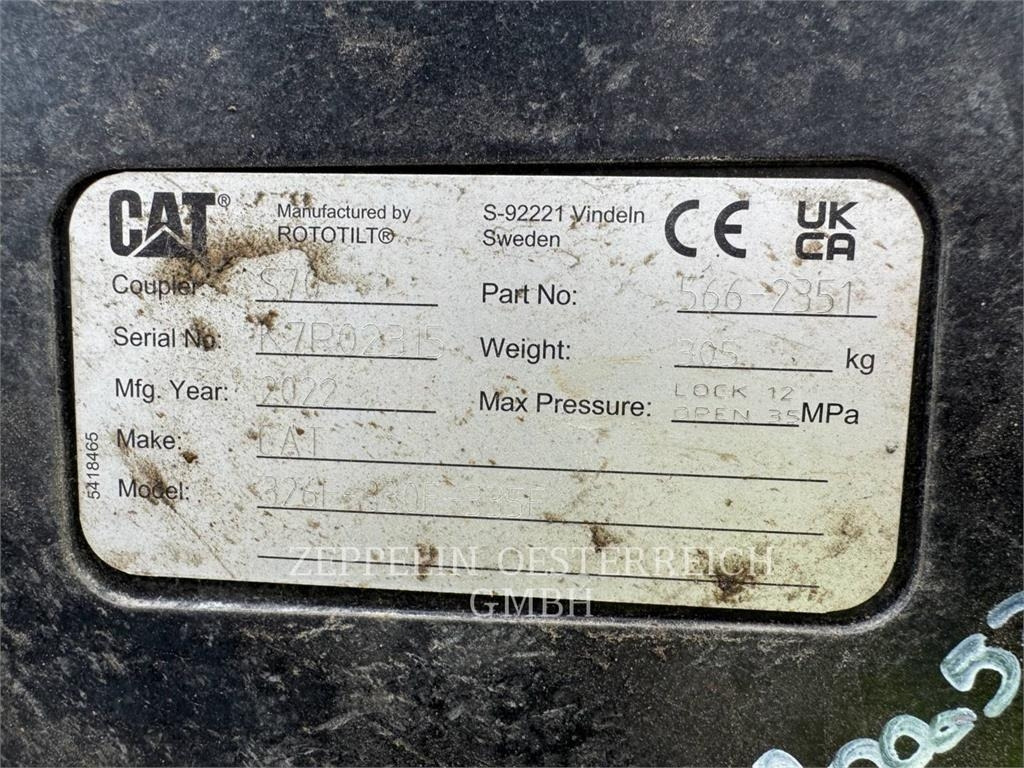 CAT® Manufactured by S-92221 Vindeln CE UK
ROTOTILT® Sweden CA
Coupler: S70 Part No: 566-2351
Serial No: K7R02315 Weight: 305 kg
Mfg. Year: 2022 Max Pressure: LOCK 12
OPEN 35 MPa
Make: CAT
Model:
5418465
ZEPPELIN OESTERREICH
GMBH